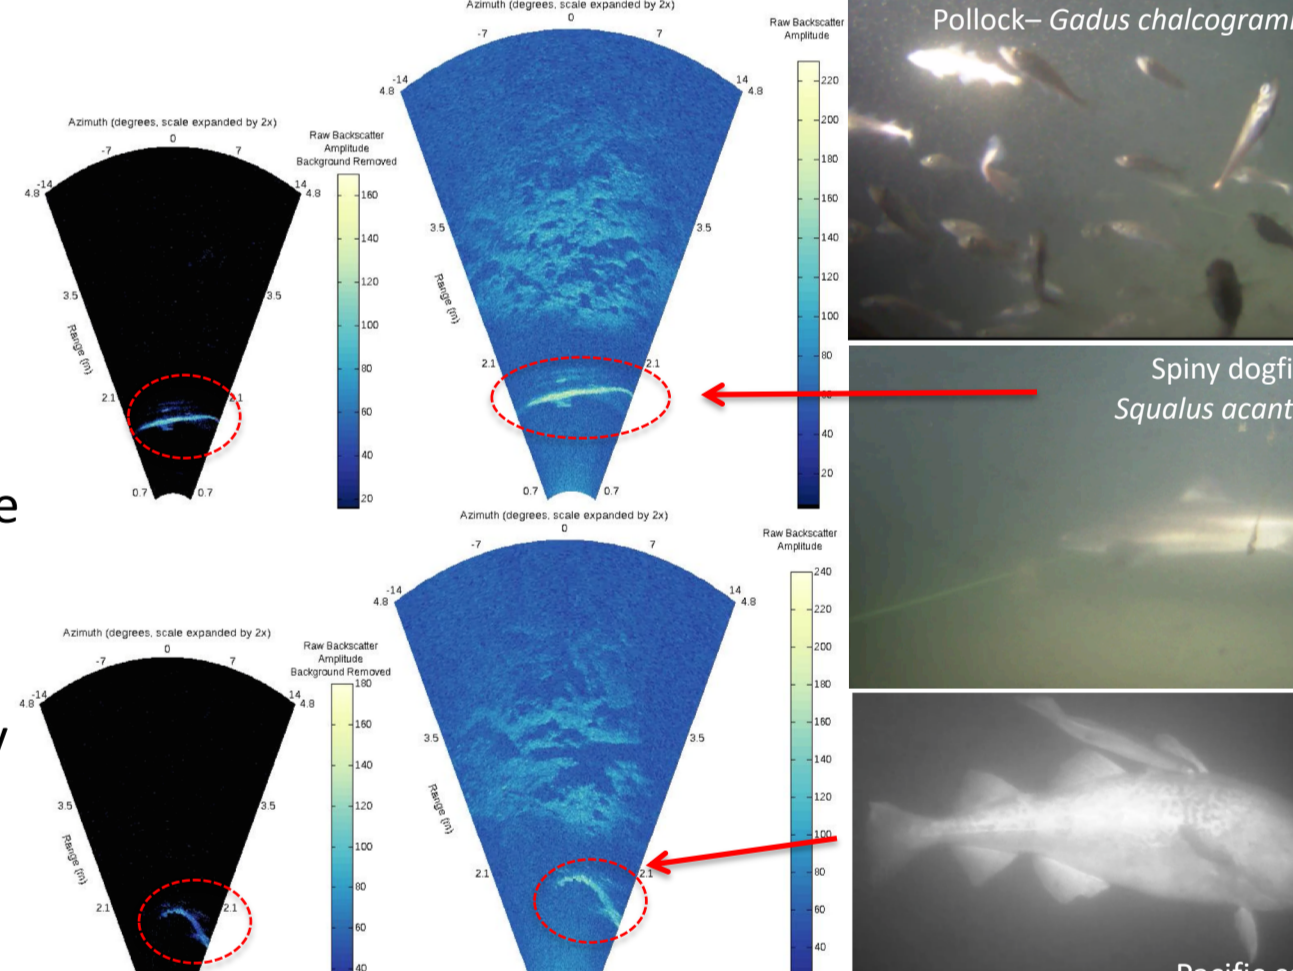 Azimuth (degrees, scale expanded by 2x)
0
-7 7
-14 14
4.8 4.8
3.5 3.5
Range (m)
2.1 2.1
0.7 0.7
Raw Backscatter
Amplitude
Background Removed
160
140
120
100
80
60
40
20
Azimuth (degrees, scale expanded by 2x)
0
-7 7
-14 14
4.8 4.8
3.5 3.5
Range (m)
2.1 2.1
0.7 0.7
Raw Backscatter
Amplitude
220
200
180
160
140
120
100
80
60
40
20
Pollock– Gadus chalcogrammi
Spiny dogfi
Squalus acant
e
y
Azimuth (degrees, scale expanded by 2x)
0
-7 7
-14 14
4.8 4.8
3.5 3.5
Range (m)
2.1 2.1
Raw Backscatter
Amplitude
Background Removed
180
160
140
120
100
80
60
40
Azimuth (degrees, scale expanded by 2x)
0
-7 7
-14 14
4.8 4.8
3.5 3.5
Range (m)
2.1 2.1
Raw Backscatter
Amplitude
240
220
200
180
160
140
120
100
80
60
40